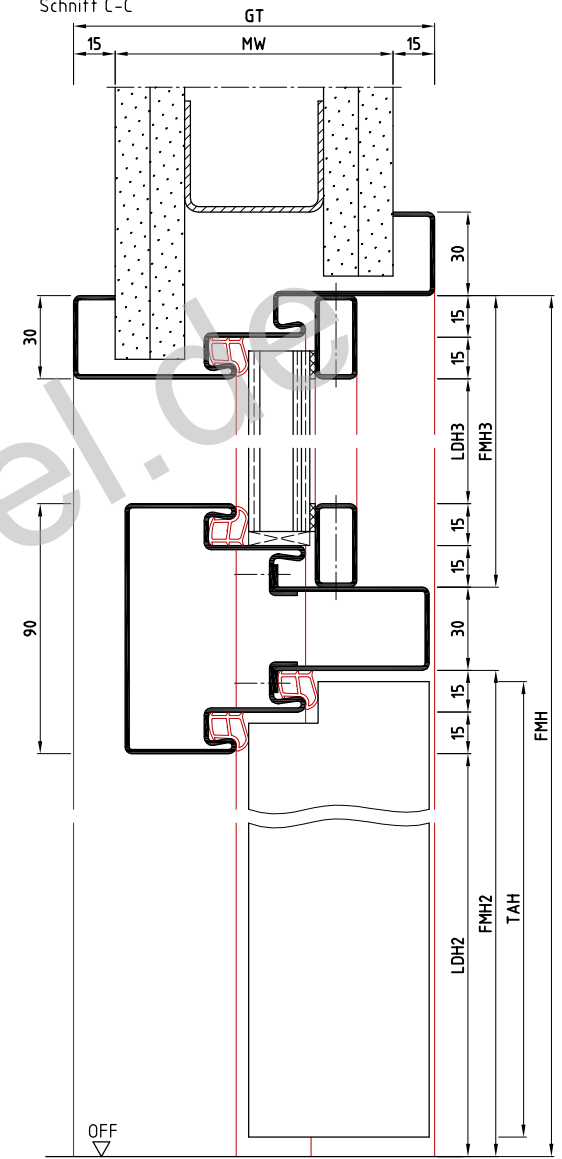 Schnitt C-C
GT
15 MW 15
30
15
30
15
LDH3
FMH3
15
15
90
30
15
15
FMH
FMH2
TAH
LDH2
OFF
el.de